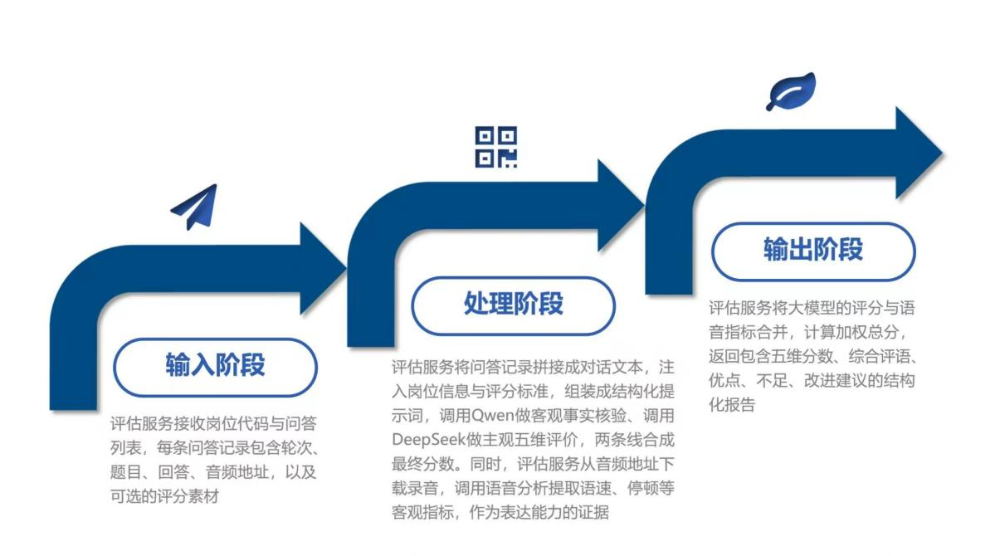 输入阶段
评估服务接收岗位代码与问答
列表，每条问答记录包含轮次、
题目、回答、音频地址，以及
可选的评分素材
处理阶段
评估服务将问答记录拼接成对话文本，注
入岗位信息与评分标准，组装成结构化提
示词，调用Qwen做客观事实核验、调用
DeepSeek做主观五维评价，两条线合成
最终分数。同时，评估服务从音频地址下
载录音，调用语音分析提取语速、停顿等
客观指标，作为表达能力的证据
输出阶段
评估服务将大模型的评分与语
音指标合并，计算加权总分，
返回包含五维分数、综合评语、
优点、不足、改进建议的结构
化报告